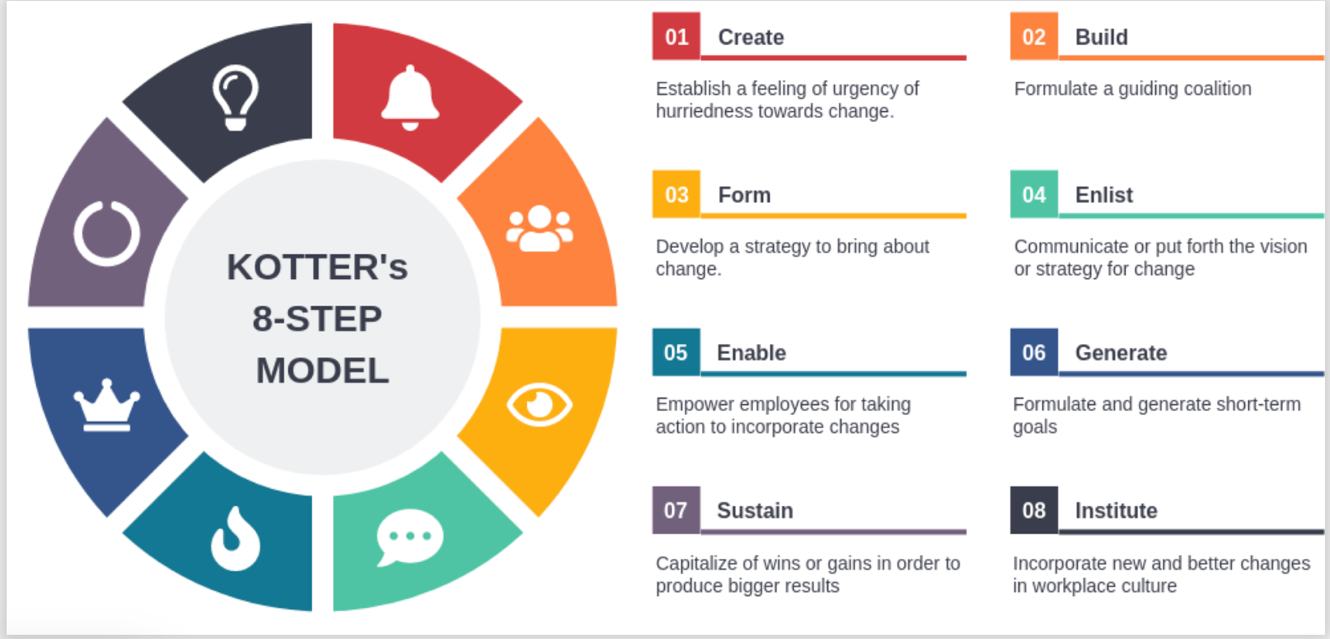 KOTTER's
8-STEP
MODEL
01 Create
Establish a feeling of urgency of
hurriedness towards change.
02 Build
Formulate a guiding coalition
03 Form
Develop a strategy to bring about
change.
04 Enlist
Communicate or put forth the vision
or strategy for change
05 Enable
Empower employees for taking
action to incorporate changes
06 Generate
Formulate and generate short-term
goals
07 Sustain
Capitalize of wins or gains in order to
produce bigger results
08 Institute
Incorporate new and better changes
in workplace culture